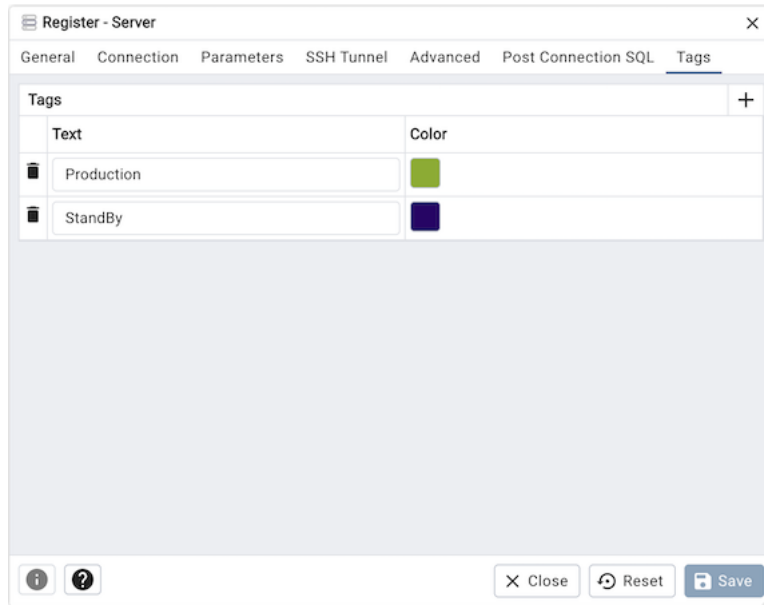 Register - Server
General Connection Parameters SSH Tunnel Advanced Post Connection SQL Tags
Tags
Text Color
Production
StandBy
Close Reset Save